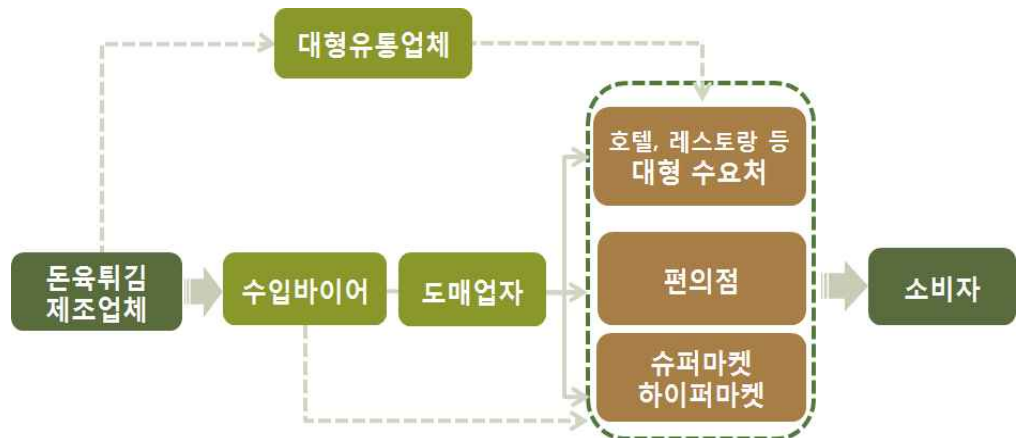 대형유통업체
호텔, 레스토랑 등
대형 수요처
돈육튀김
제조업체
수입바이어
도매업자
편의점
소비자
슈퍼마켓
하이퍼마켓